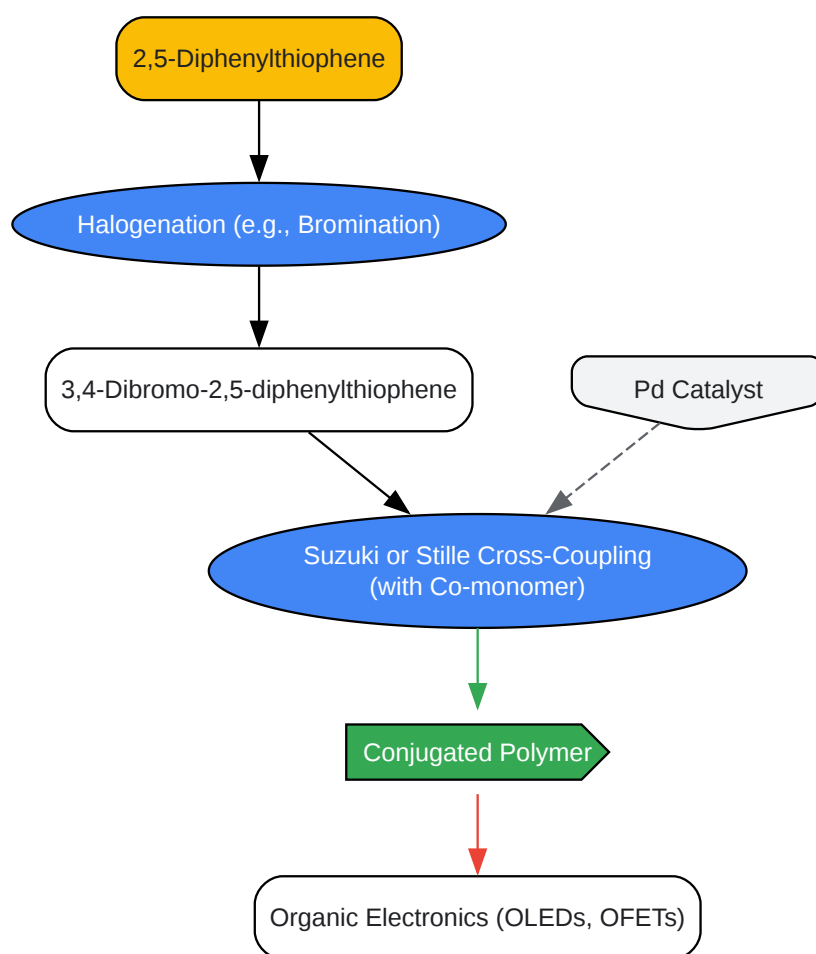 2,5-Diphenylthiophene
Halogenation (e.g., Bromination)
3,4-Dibromo-2,5-diphenylthiophene
Pd Catalyst
Suzuki or Stille Cross-Coupling
(with Co-monomer)
Conjugated Polymer
Organic Electronics (OLEDs, OFETs)